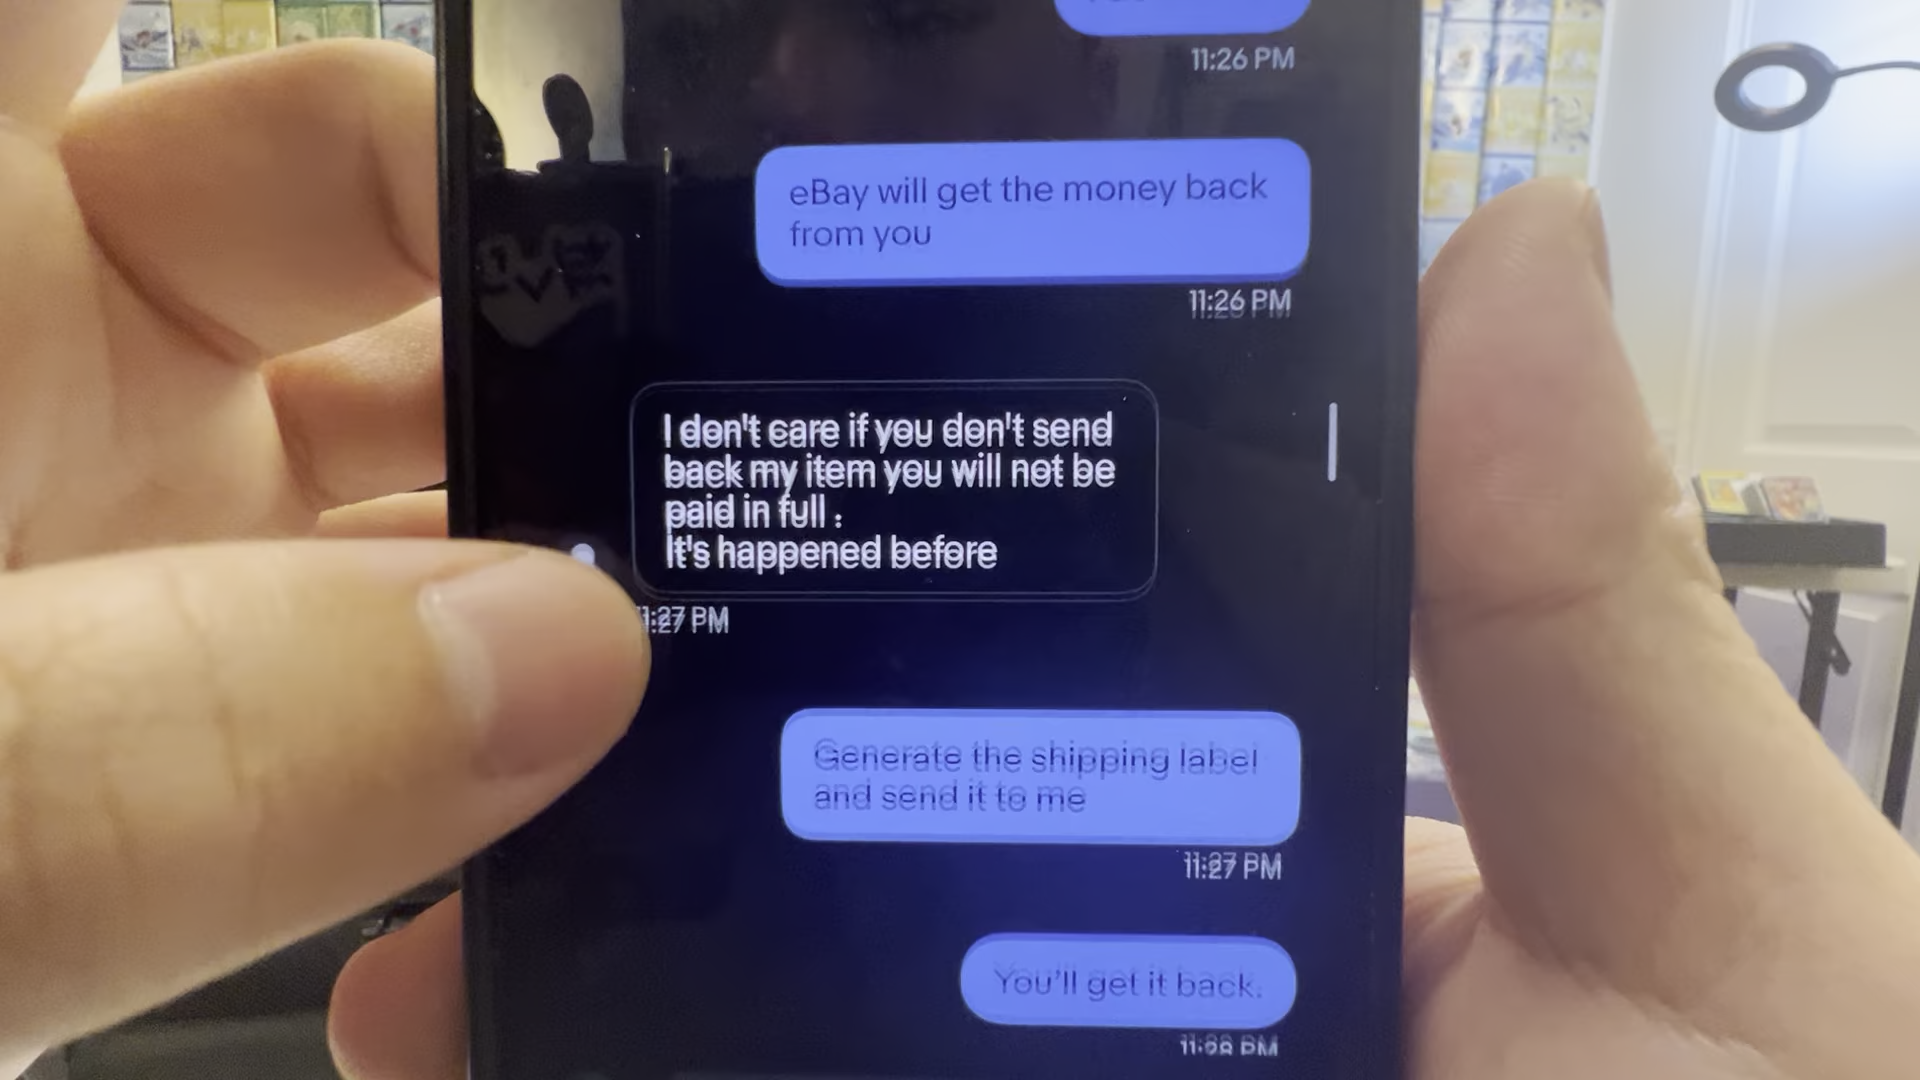 11:26 PM
eBay will get the money back
from you
11:26 PM
I don't care if you don't send
back my item you will not be
paid in full :
It's happened before
11:27 PM
Generate the shipping label
and send it to me
11:27 PM
You'll get it back.